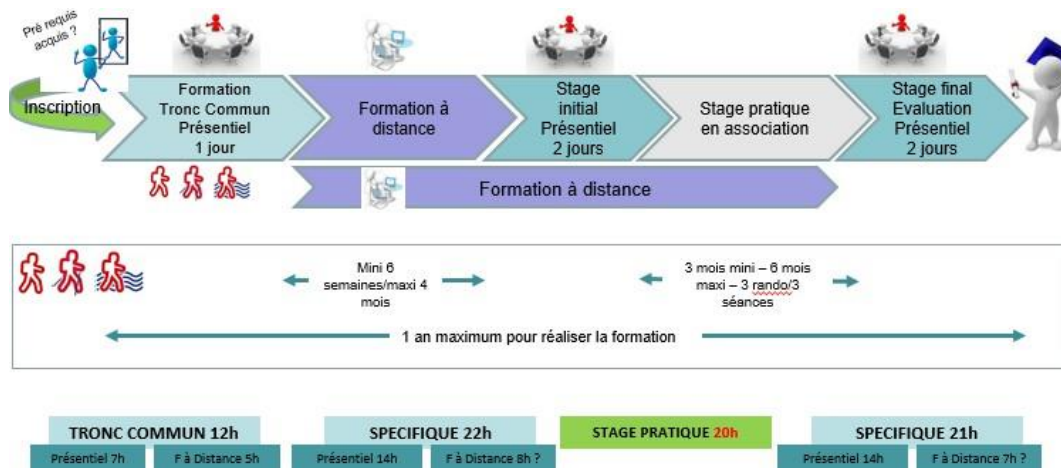 Pré requis
acquis ?
Inscription
Formation
Tronc Commun
Présentiel
1 jour
Formation à
distance
Stage
initial
Présentiel
2 jours
Stage pratique
en association
Stage final
Evaluation
Présentiel
2 jours
Formation à distance
Mini 6
semaines/maxi 4
mois
3 mois mini – 6 mois
maxi – 3 rando/3
séances
1 an maximum pour réaliser la formation
TRONC COMMUN 12h
Présentiel 7h
F à Distance 5h
SPECIFIQUE 22h
Présentiel 14h
F à Distance 8h ?
STAGE PRATIQUE 20h
SPECIFIQUE 21h
Présentiel 14h
F à Distance 7h ?